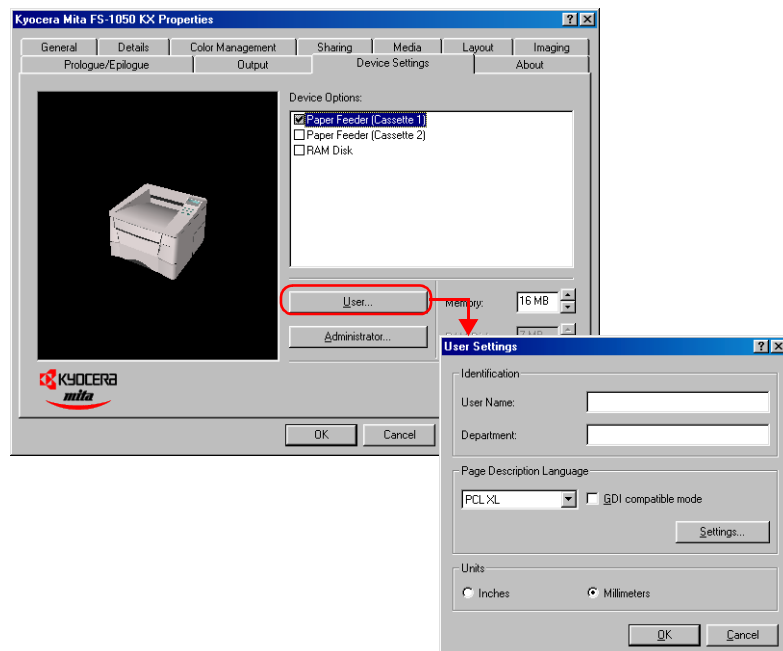 Kyocera Mita FS-1050 KX Properties
General Details Color Management Sharing Media Layout Imaging
Prologue/Epilogue Output Device Settings About
Device Options:
Paper Feeder (Cassette 1)
Paper Feeder (Cassette 2)
RAM Disk
User... Memory: 16 MB
Administrator... 7 MB
KYOCERA
mita
OK Cancel
User Settings
Identification
User Name:
Department:
Page Description Language
PCL XL GDI compatible mode
Settings...
Units
Inches Millimeters
OK Cancel